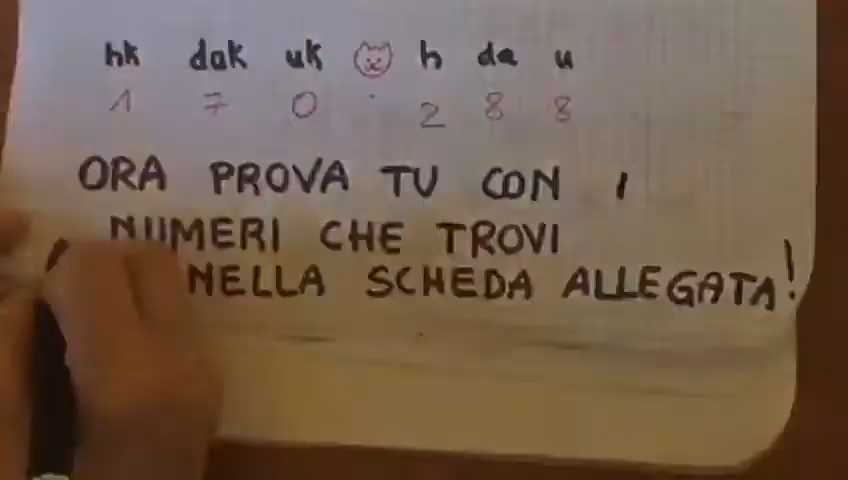 hk dak uk h da u
1 7 0 . 2 8 8
ORA PROVA TU CON I
NUMERI CHE TROVI
NELLA SCHEDA ALLEGATA!